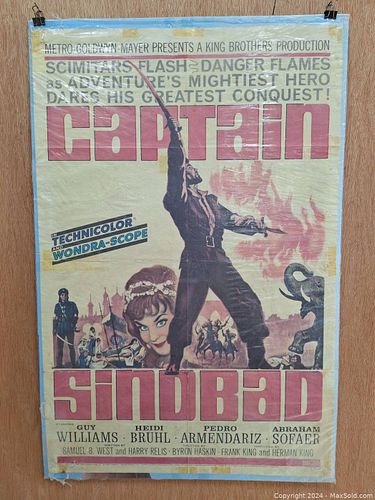 METRO-GOLDWYN-MAYER PRESENTS A KING BROTHERS PRODUCTION
SCIMITARS FLASH - DANGER FLAMES
as ADVENTURE'S MIGHTIEST HERO
DARES HIS GREATEST CONQUEST!
CAPTAIN
IN TECHNICOLOR
AND WONDRA-SCOPE
SINDBAD
GUY WILLIAMS · HEIDI BRUHL · PEDRO ARMENDARIZ · ABRAHAM SOFAER
SAMUEL B. WEST and HARRY RELIS · BYRON HASKIN · FRANK KING and HERMAN KING
Copyright 2024 - MaxSold.com